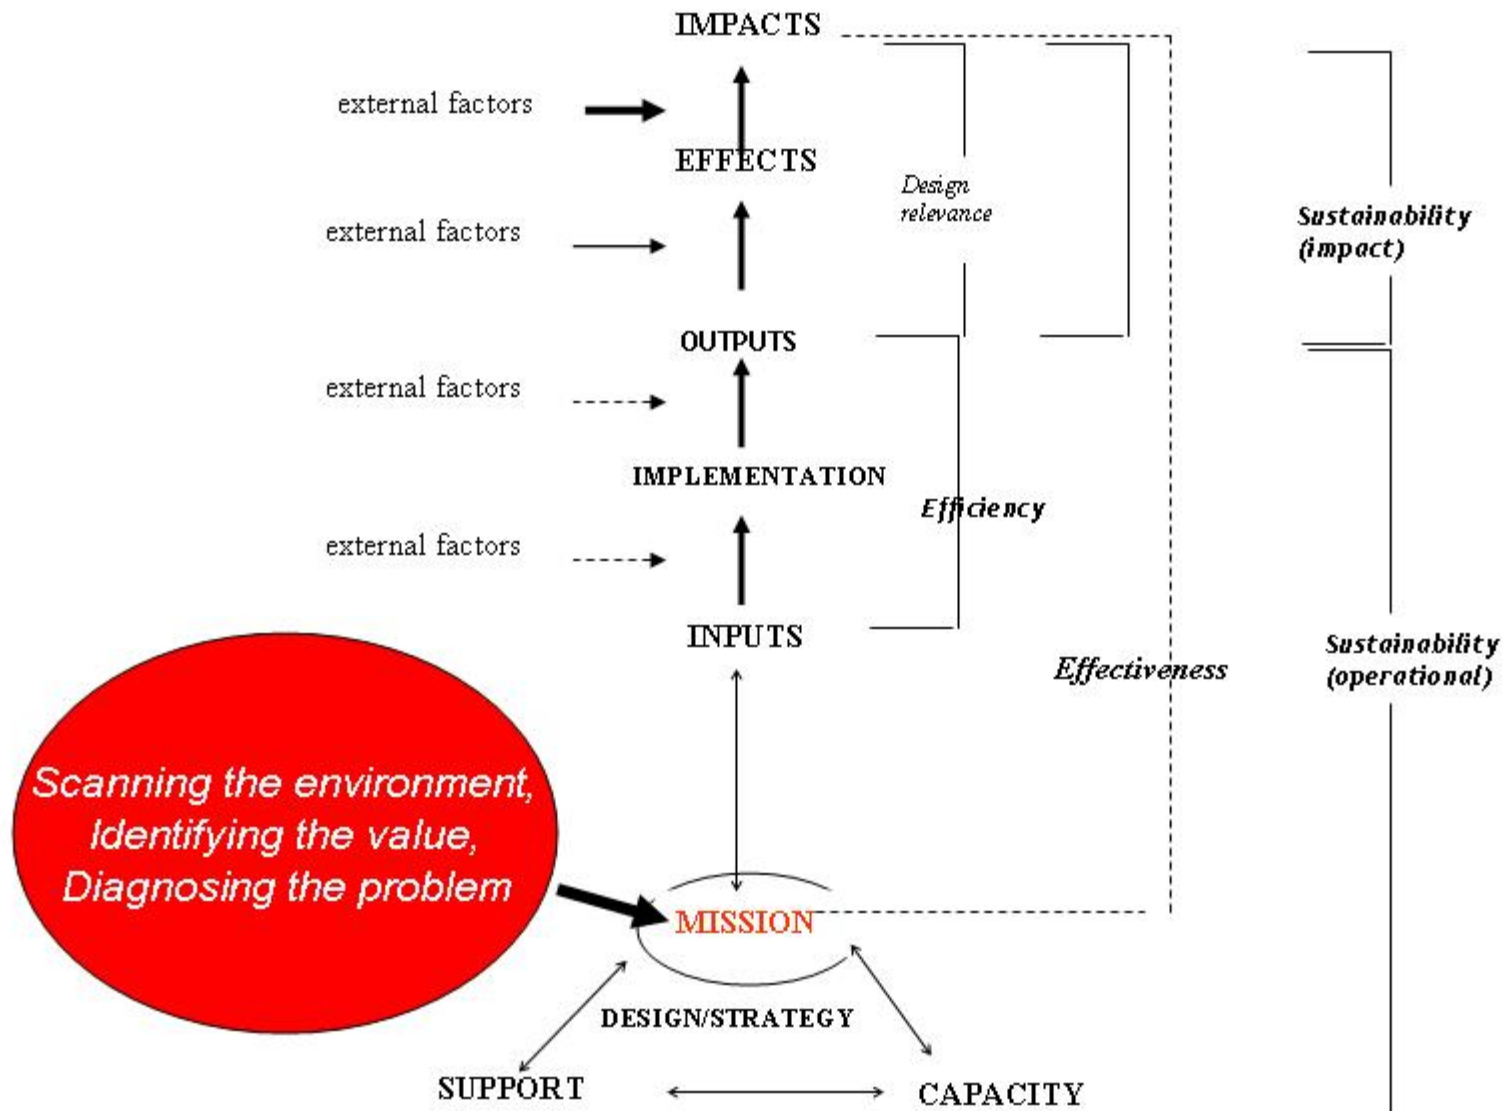 IMPACTS
external factors
EFFECTS
Design
relevance
external factors
Sustainability
(impact)
OUTPUTS
external factors
IMPLEMENTATION
Efficiency
external factors
INPUTS
Effectiveness
Sustainability
(operational)
Scanning the environment,
Identifying the value,
Diagnosing the problem
MISSION
DESIGN/STRATEGY
SUPPORT
CAPACITY